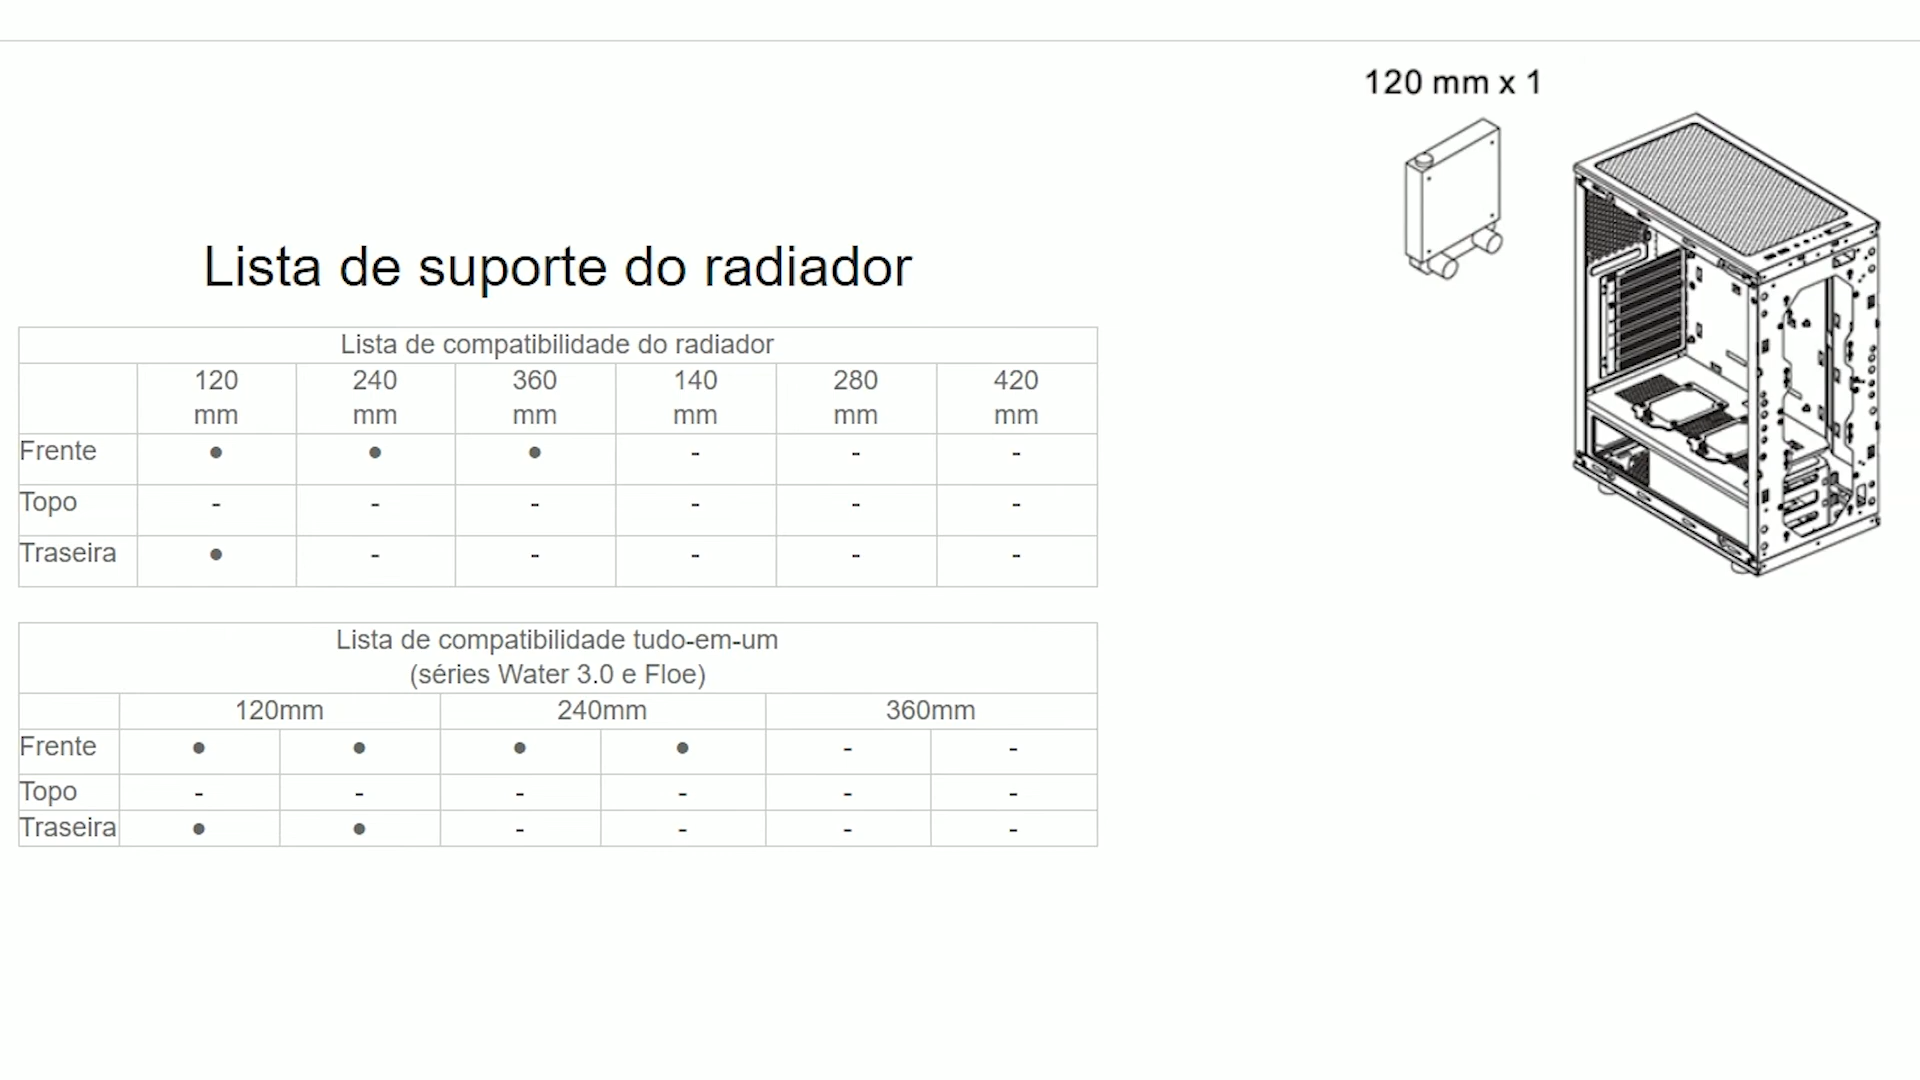 120 mm x 1
Lista de suporte do radiador
Lista de compatibilidade do radiador
120 mm 240 mm 360 mm 140 mm 280 mm 420 mm
Frente ● ● ● - - -
Topo - - - - - -
Traseira ● - - - - -
Lista de compatibilidade tudo-em-um
(séries Water 3.0 e Floe)
120mm 240mm 360mm
Frente ● ● ● ● - -
Topo - - - - - -
Traseira ● ● - - - -